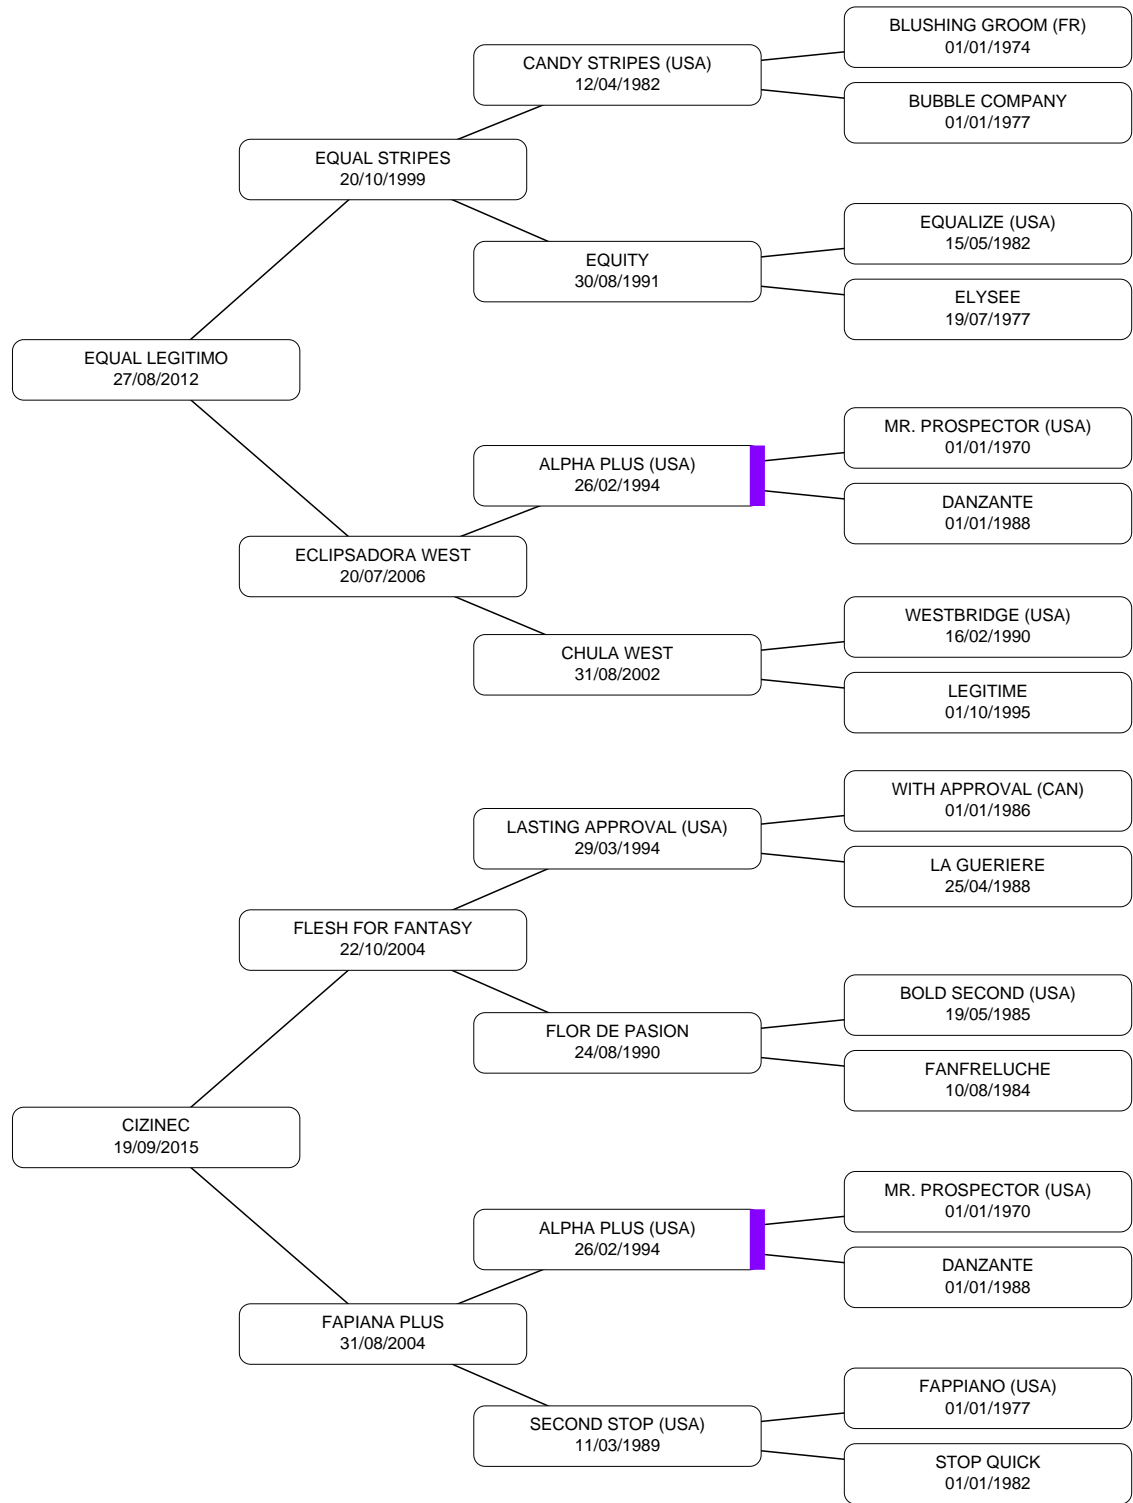 BLUSHING GROOM (FR)
01/01/1974
CANDY STRIPES (USA)
12/04/1982
BUBBLE COMPANY
01/01/1977
EQUAL STRIPES
20/10/1999
EQUALIZE (USA)
15/05/1982
EQUITY
30/08/1991
ELYSEE
19/07/1977
EQUAL LEGITIMO
27/08/2012
MR. PROSPECTOR (USA)
01/01/1970
ALPHA PLUS (USA)
26/02/1994
DANZANTE
01/01/1988
ECLIPSADORA WEST
20/07/2006
WESTBRIDGE (USA)
16/02/1990
CHULA WEST
31/08/2002
LEGITIME
01/10/1995
WITH APPROVAL (CAN)
01/01/1986
LASTING APPROVAL (USA)
29/03/1994
LA GUERIERE
25/04/1988
FLESH FOR FANTASY
22/10/2004
BOLD SECOND (USA)
19/05/1985
FLOR DE PASION
24/08/1990
FANFRELUCHE
10/08/1984
CIZINEC
19/09/2015
MR. PROSPECTOR (USA)
01/01/1970
ALPHA PLUS (USA)
26/02/1994
DANZANTE
01/01/1988
FAPIANA PLUS
31/08/2004
FAPPIANO (USA)
01/01/1977
SECOND STOP (USA)
11/03/1989
STOP QUICK
01/01/1982